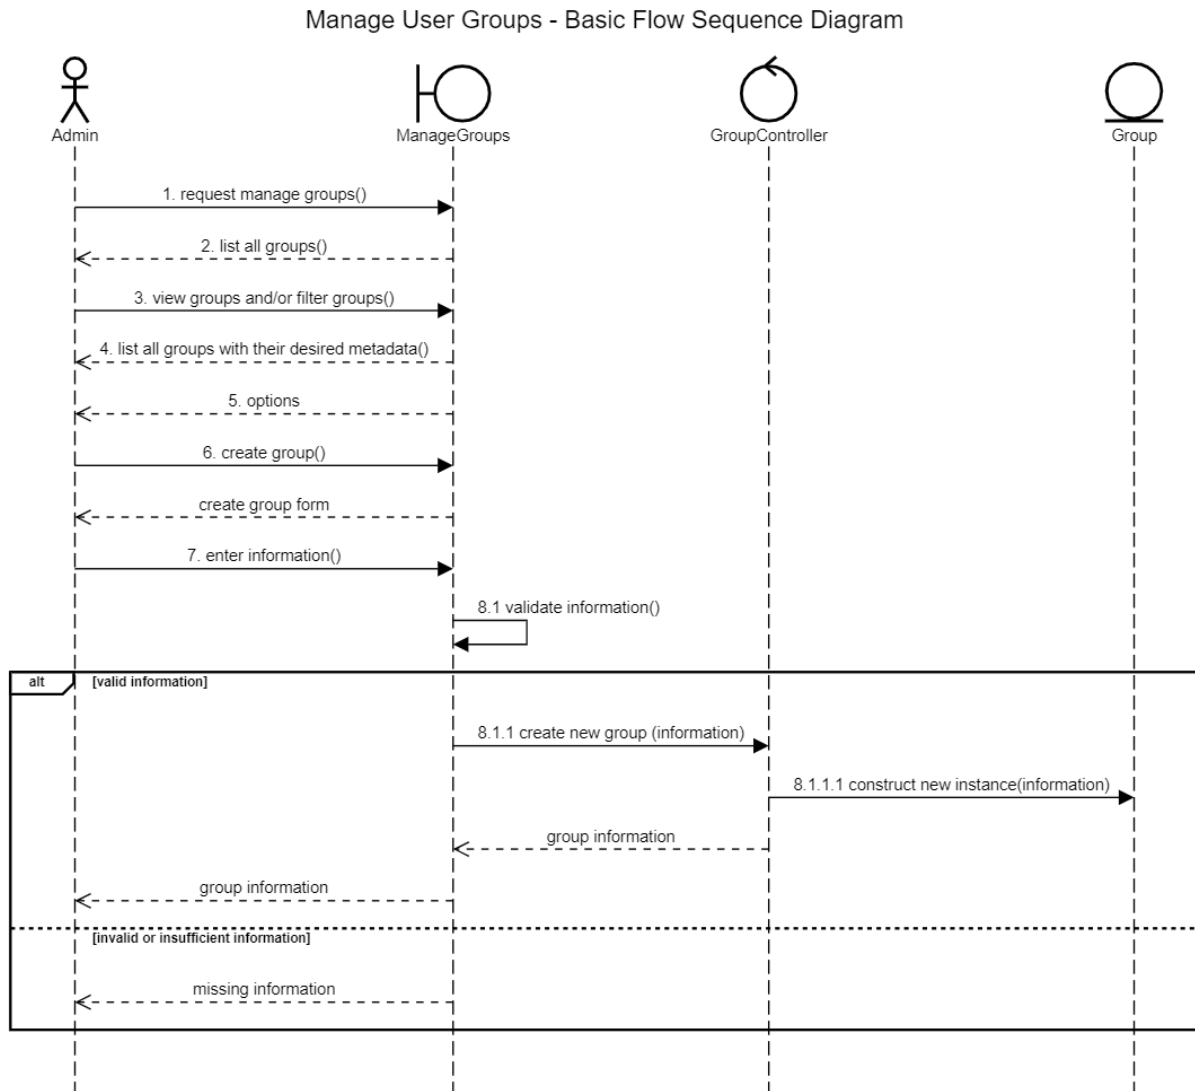 Manage User Groups - Basic Flow Sequence Diagram
Admin
ManageGroups
GroupController
Group
1. request manage groups()
2. list all groups()
3. view groups and/or filter groups()
4. list all groups with their desired metadata()
5. options
6. create group()
create group form
7. enter information()
8.1 validate information()
alt
[valid information]
8.1.1 create new group (information)
8.1.1.1 construct new instance(information)
group information
group information
[invalid or insufficient information]
missing information